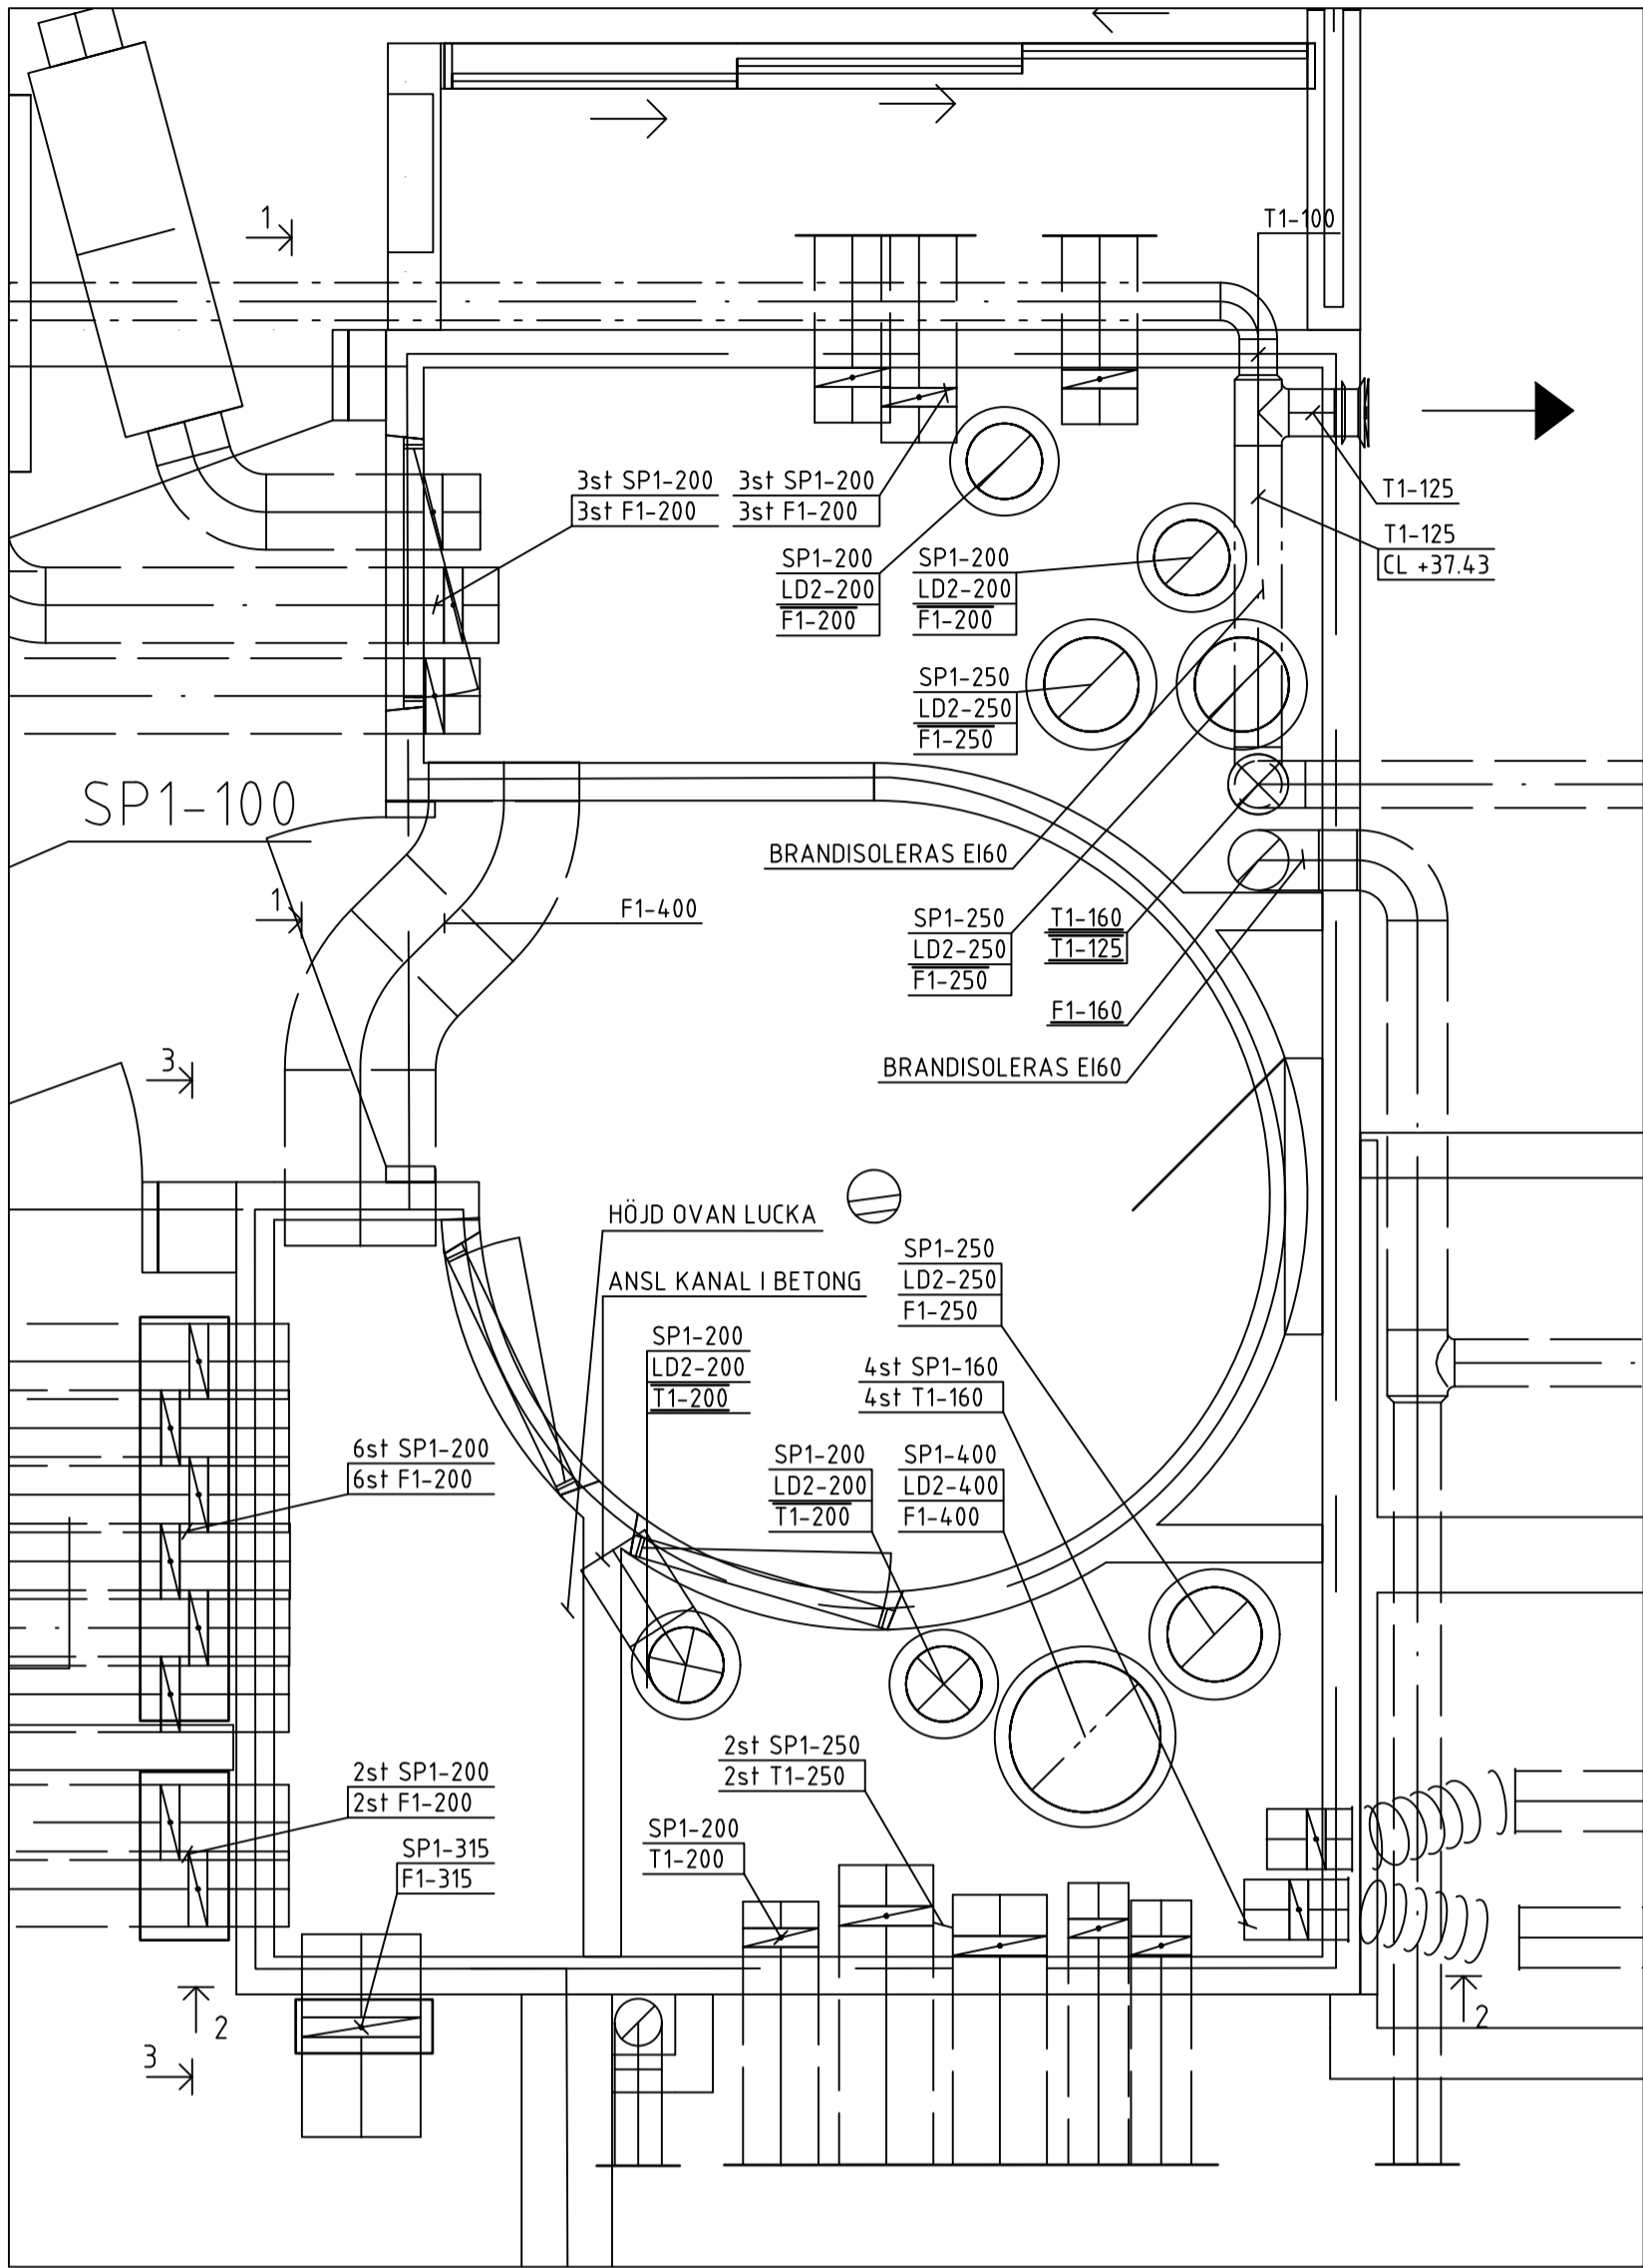 1
T1-100
3st SP1-200
3st F1-200
3st SP1-200
3st F1-200
T1-125
T1-125
CL +37.43
SP1-200
LD2-200
F1-200
SP1-200
LD2-200
F1-200
SP1-250
LD2-250
F1-250
SP1-100
BRANDISOLERAS EI60
1
F1-400
SP1-250
LD2-250
F1-250
T1-160
T1-125
F1-160
3
BRANDISOLERAS EI60
HÖJD OVAN LUCKA
ANSL KANAL I BETONG
SP1-250
LD2-250
F1-250
SP1-200
LD2-200
T1-200
4st SP1-160
4st T1-160
6st SP1-200
6st F1-200
SP1-200
LD2-200
T1-200
SP1-400
LD2-400
F1-400
2st SP1-250
2st T1-250
2st SP1-200
2st F1-200
SP1-200
T1-200
SP1-315
F1-315
2
2
3